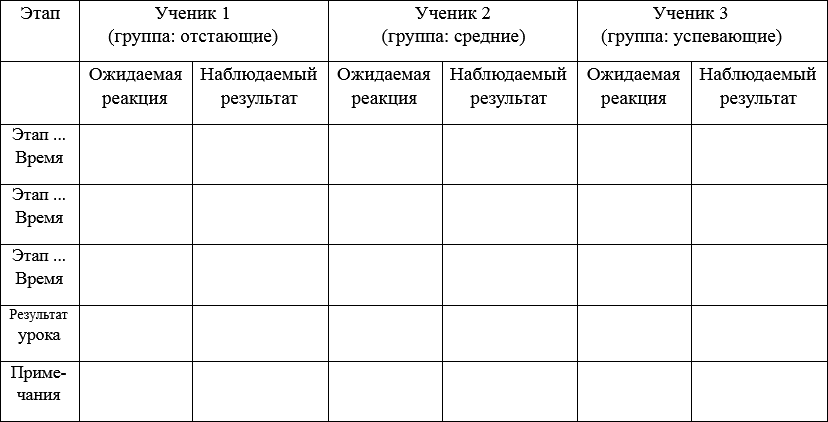 Этап
Ученик 1
(группа: отстающие)
Ученик 2
(группа: средние)
Ученик 3
(группа: успевающие)
Ожидаемая
реакция
Наблюдаемый
результат
Ожидаемая
реакция
Наблюдаемый
результат
Ожидаемая
реакция
Наблюдаемый
результат
Этап ...
Время
Этап ...
Время
Этап ...
Время
Результат
урока
Приме-
чания